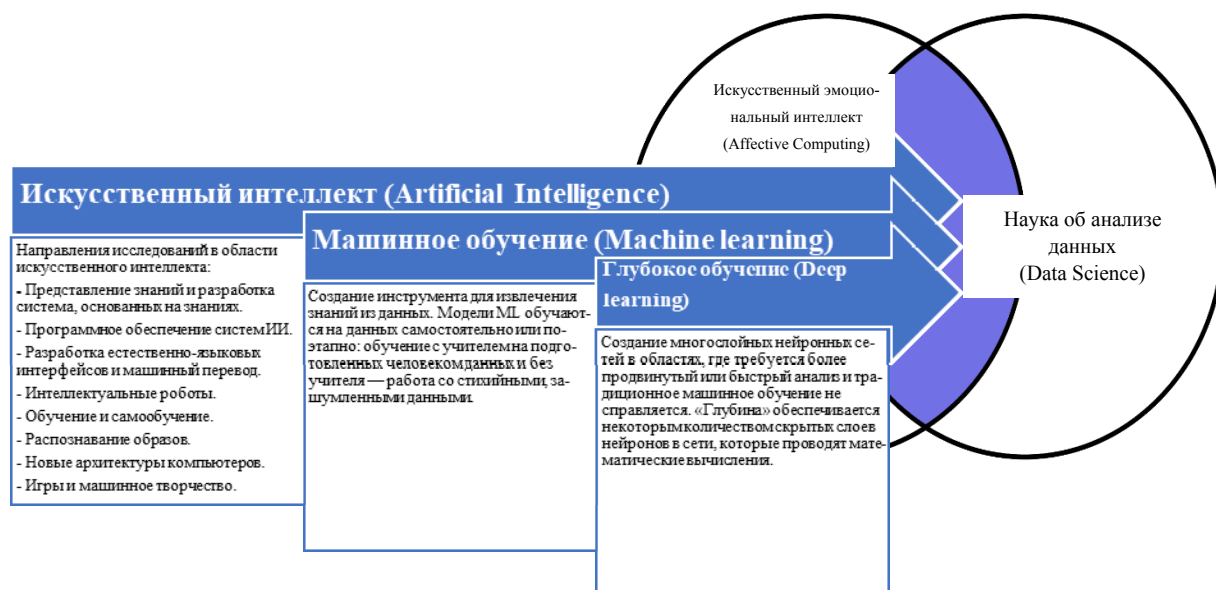 Искусственный эмоцио-
нальный интеллект
(Affective Computing)
Искусственный интеллект (Artificial Intelligence)
Направления исследований в области
искусственного интеллекта:
- Представление знаний и разработка
система, основанных на знаниях.
- Программное обеспечение систем ИИ.
- Разработка естественно-языковых
интерфейсов и машинный перевод.
- Интеллектуальные роботы.
- Обучение и самообучение.
- Распознавание образов.
- Новые архитектуры компьютеров.
- Игры и машинное творчество.
Машинное обучение (Machine learning)
Создание инструмента для извлечения
знаний из данных. Модели ML обучают-
ся на данных самостоятельно или по-
этапно: обучение с учителем на подго-
товленных человеком данных и без
учителя — работа со стихийными, за-
шумленными данными.
Глубокое обучение (Deep
learning)
Создание многослойных нейронных се-
тей в областях, где требуется более
продвинутый или быстрый анализ и тра-
диционное машинное обучение не
справляется. «Глубина» обеспечивается
некоторым количеством скрытых слоев
нейронов в сети, которые проводят мате-
матические вычисления.
Наука об анализе
данных
(Data Science)